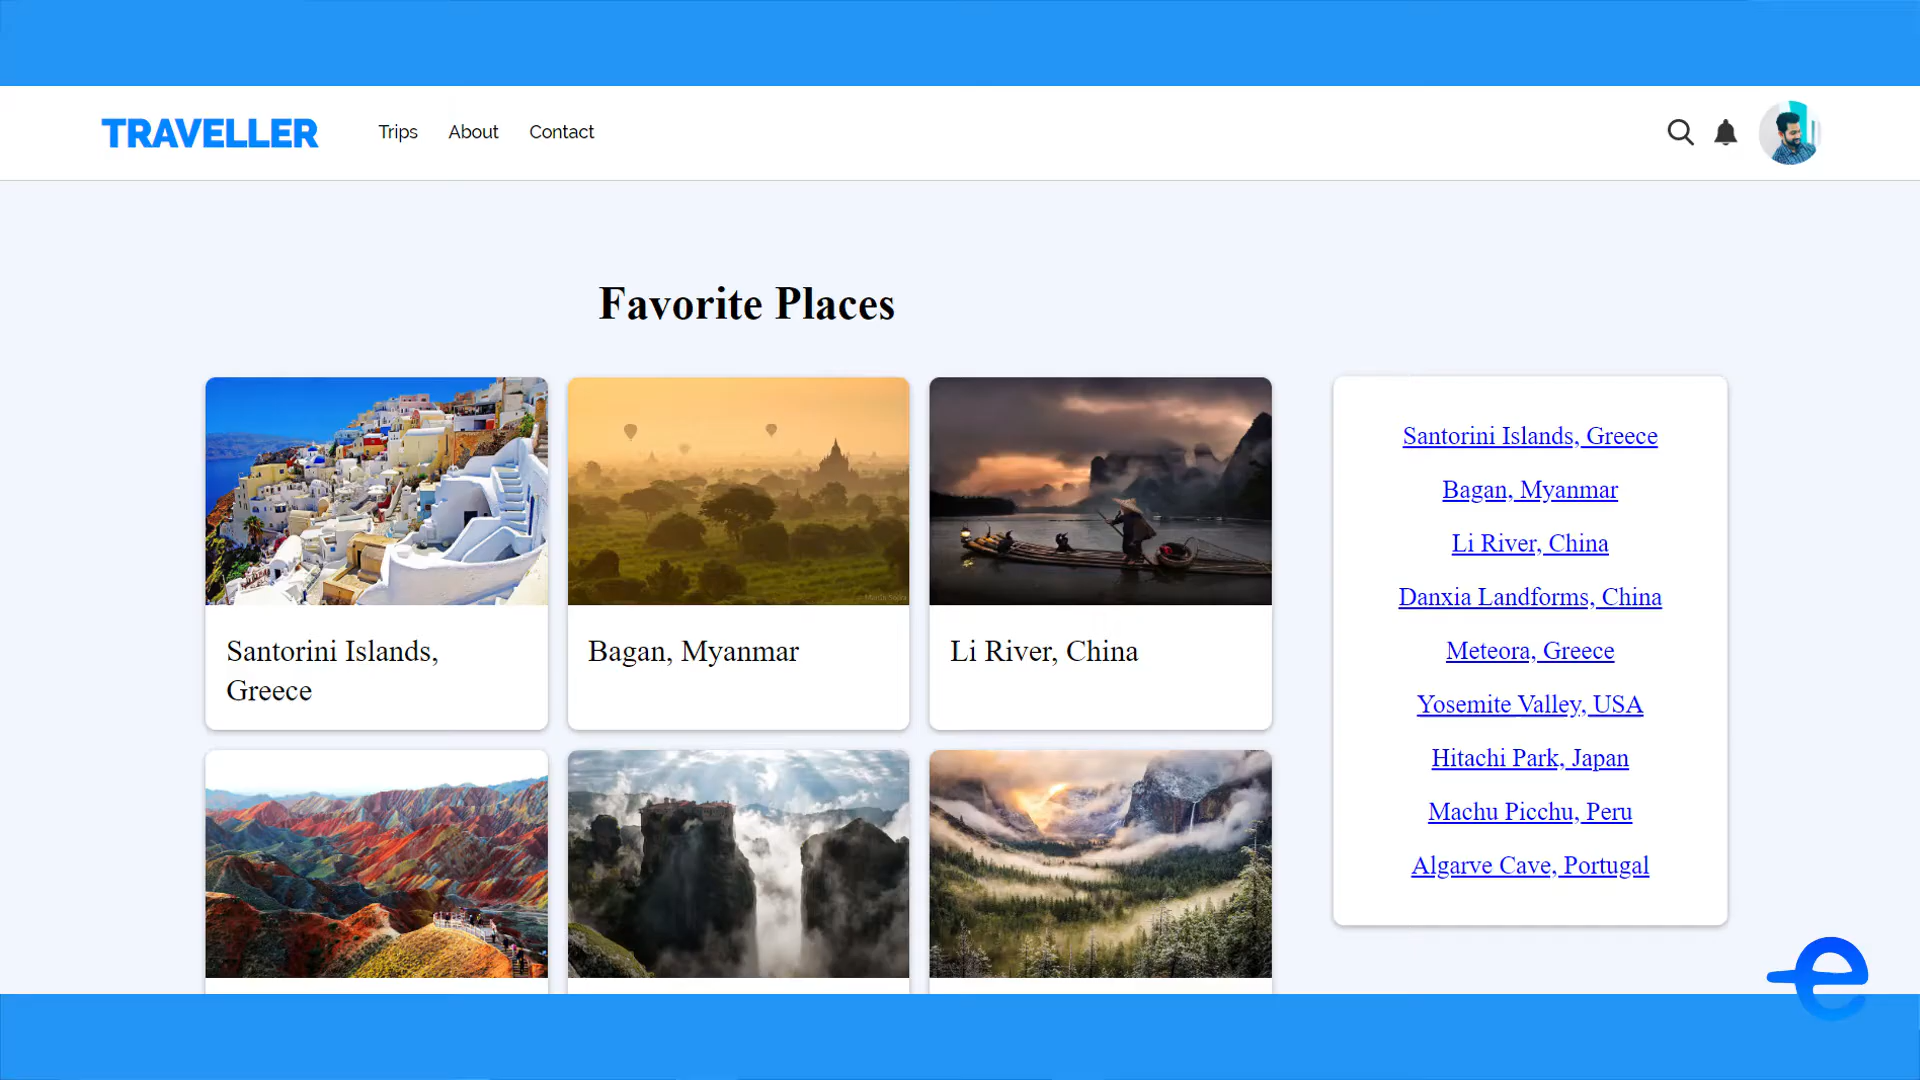 TRAVELLER
Trips
About
Contact
Favorite Places
Santorini Islands,
Greece
Bagan, Myanmar
Li River, China
Santorini Islands, Greece
Bagan, Myanmar
Li River, China
Danxia Landforms, China
Meteora, Greece
Yosemite Valley, USA
Hitachi Park, Japan
Machu Picchu, Peru
Algarve Cave, Portugal